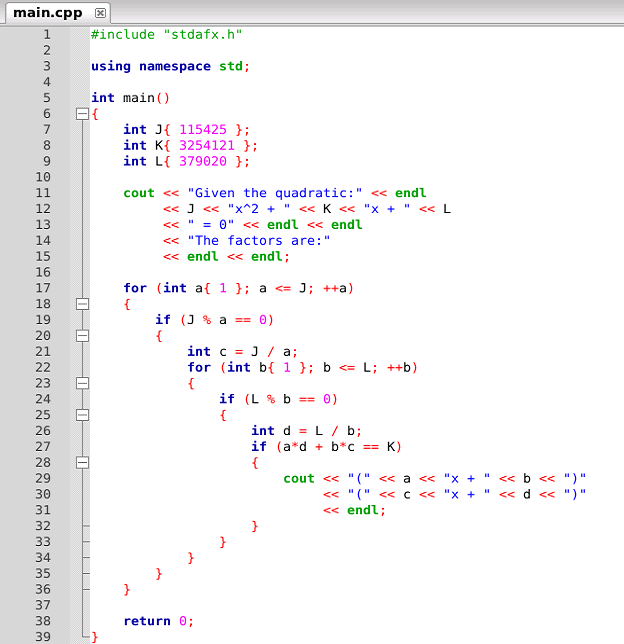 main.cpp
1 #include "stdafx.h"
2
3 using namespace std;
4
5 int main()
6 {
7     int J{ 115425 };
8     int K{ 3254121 };
9     int L{ 379020 };
10
11     cout << "Given the quadratic:" << endl
12          << J << "x^2 + " << K << "x + " << L
13          << " = 0" << endl << endl
14          << "The factors are:"
15          << endl << endl;
16
17     for (int a{ 1 }; a <= J; ++a)
18     {
19         if (J % a == 0)
20         {
21             int c = J / a;
22             for (int b{ 1 }; b <= L; ++b)
23             {
24                 if (L % b == 0)
25                 {
26                     int d = L / b;
27                     if (a*d + b*c == K)
28                     {
29                         cout << "(" << a << "x + " << b << ")"
30                              << "(" << c << "x + " << d << ")"
31                              << endl;
32                     }
33                 }
34             }
35         }
36     }
37
38     return 0;
39 }